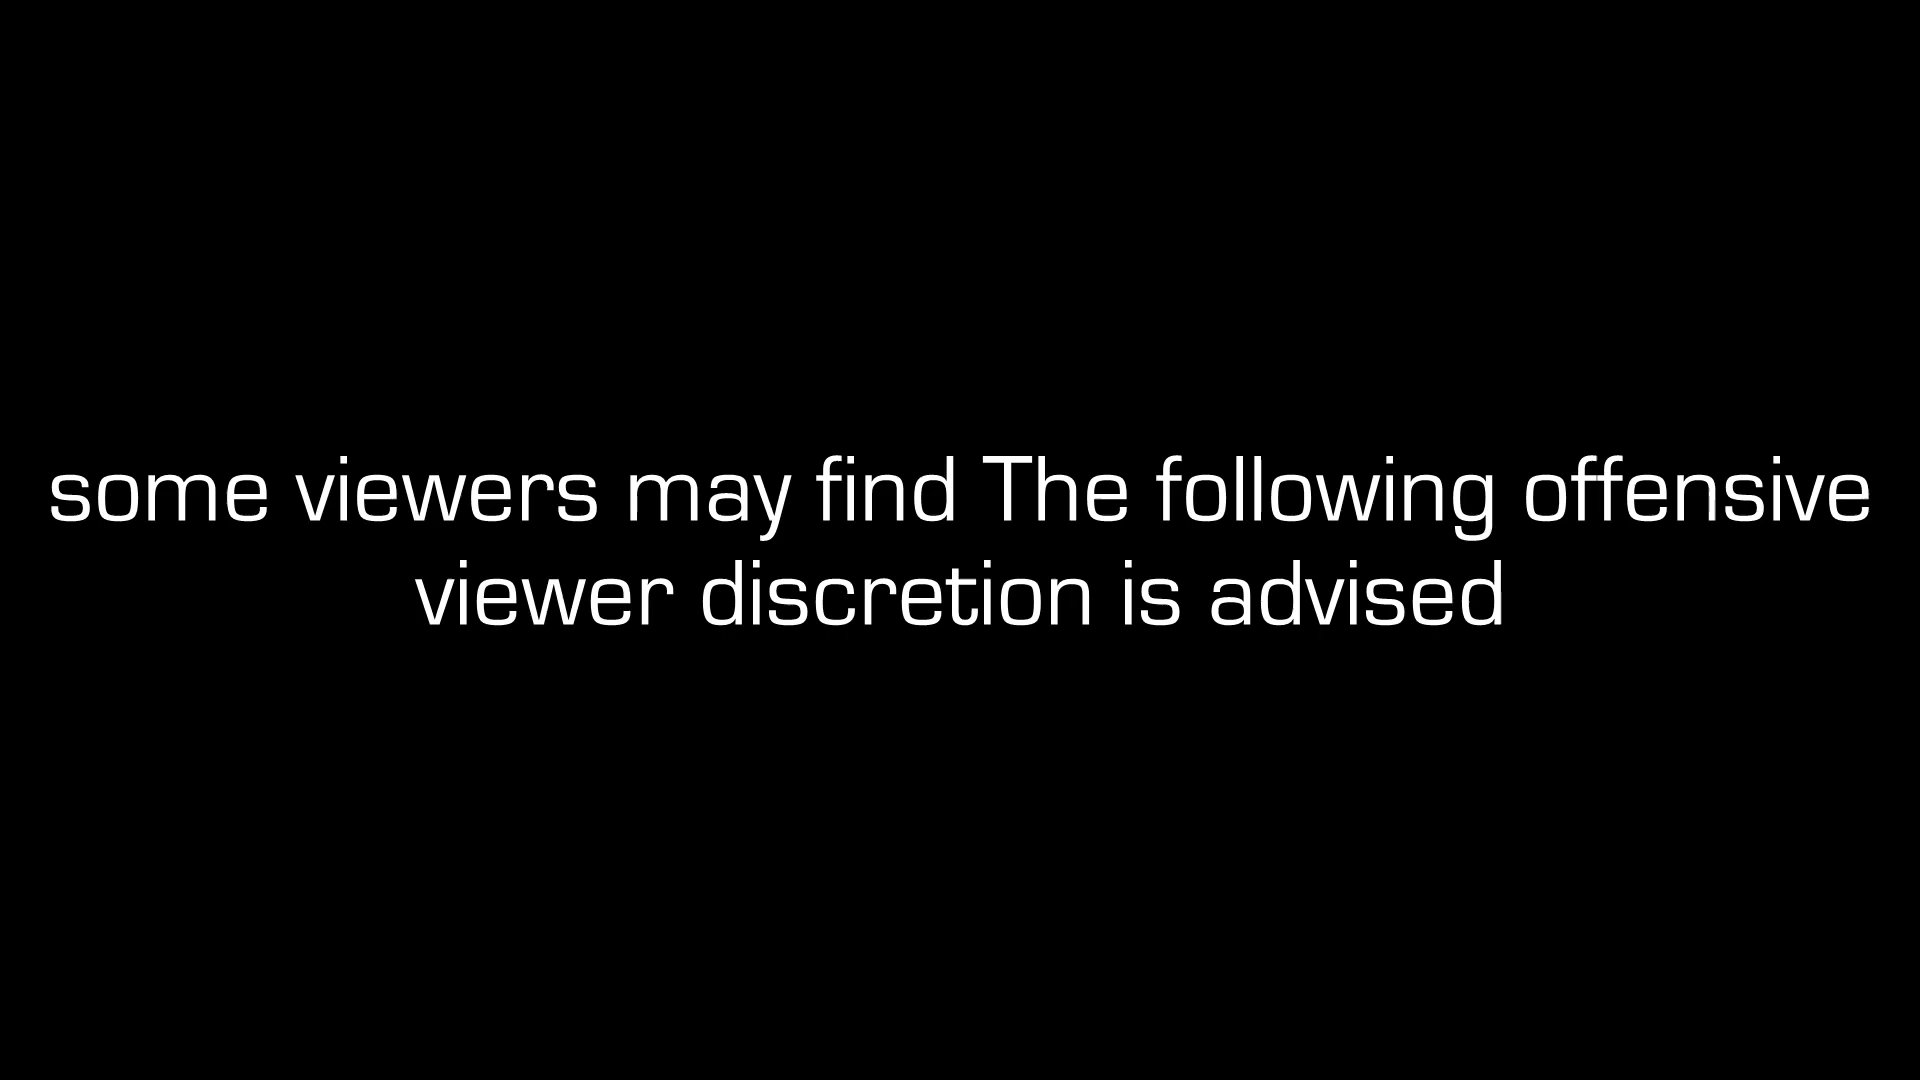 some viewers may find The following offensive
viewer discretion is advised